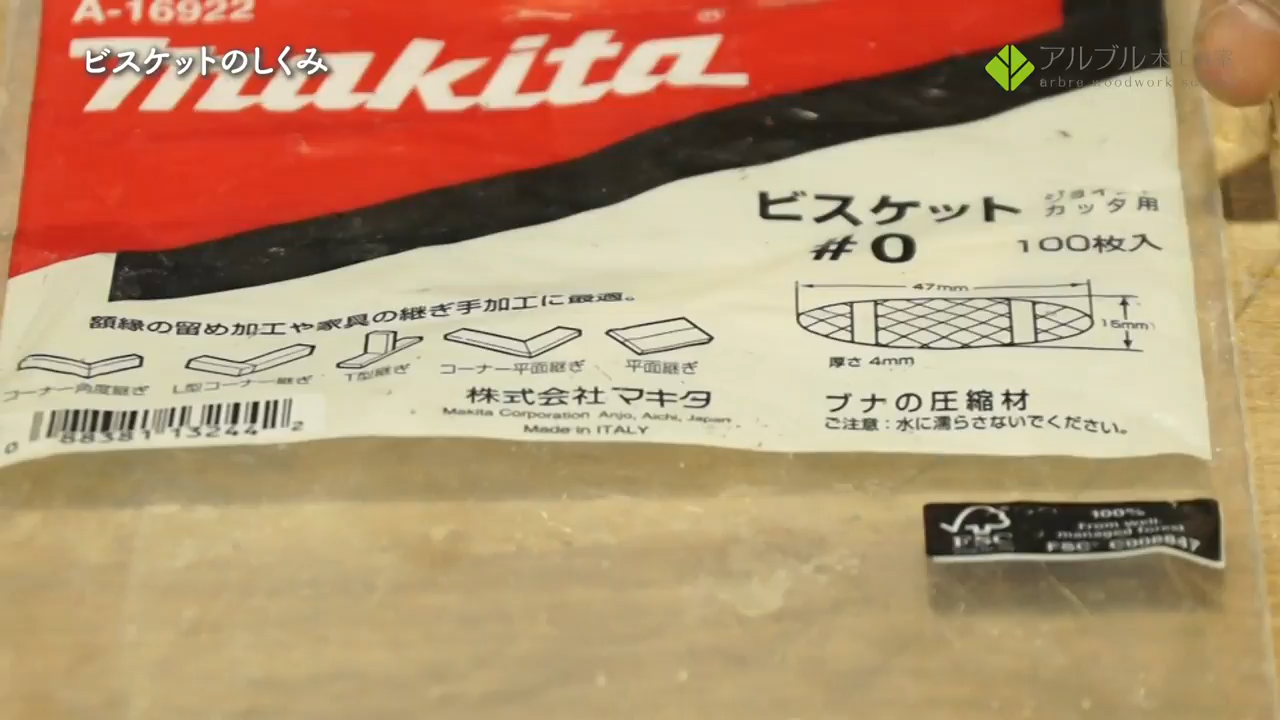 A-16922
makita
ビスケットのしくみ
アルブル木工教室
arbre woodwork
ビスケット
ジョイントカッタ用
#0
100枚入
47mm
15mm
厚さ 4mm
額縁の留め加工や家具の継ぎ手加工に最適。
コーナー角度継ぎ
L型コーナー継ぎ
T型継ぎ
コーナー平面継ぎ
平面継ぎ
株式会社 マキタ
Makita Corporation Anjo, Aichi, Japan
Made in ITALY
ブナの圧縮材
ご注意：水に濡らさないでください。
0 88381 13244 2
FSC
100%
From well-
managed forest